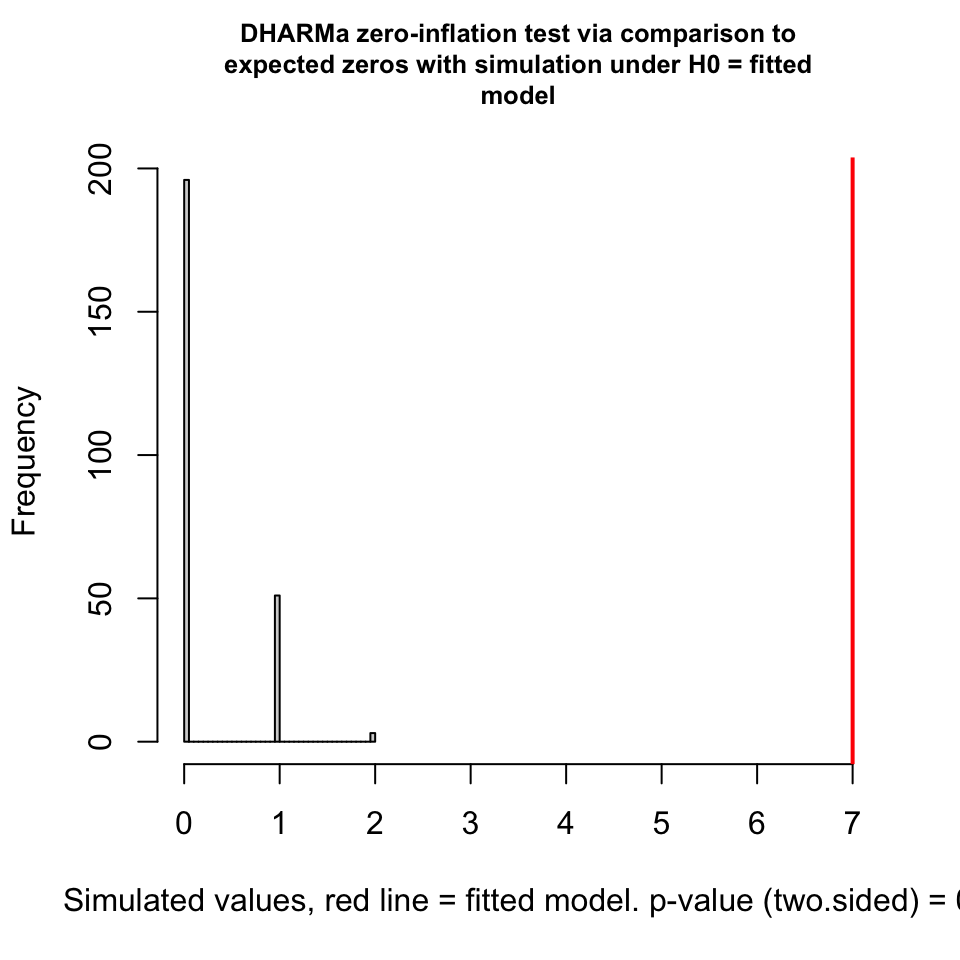 DHARMa zero-inflation test via comparison to
expected zeros with simulation under H0 = fitted
model
Frequency
200
150
100
50
0
0 1 2 3 4 5 6 7
Simulated values, red line = fitted model. p-value (two.sided) =